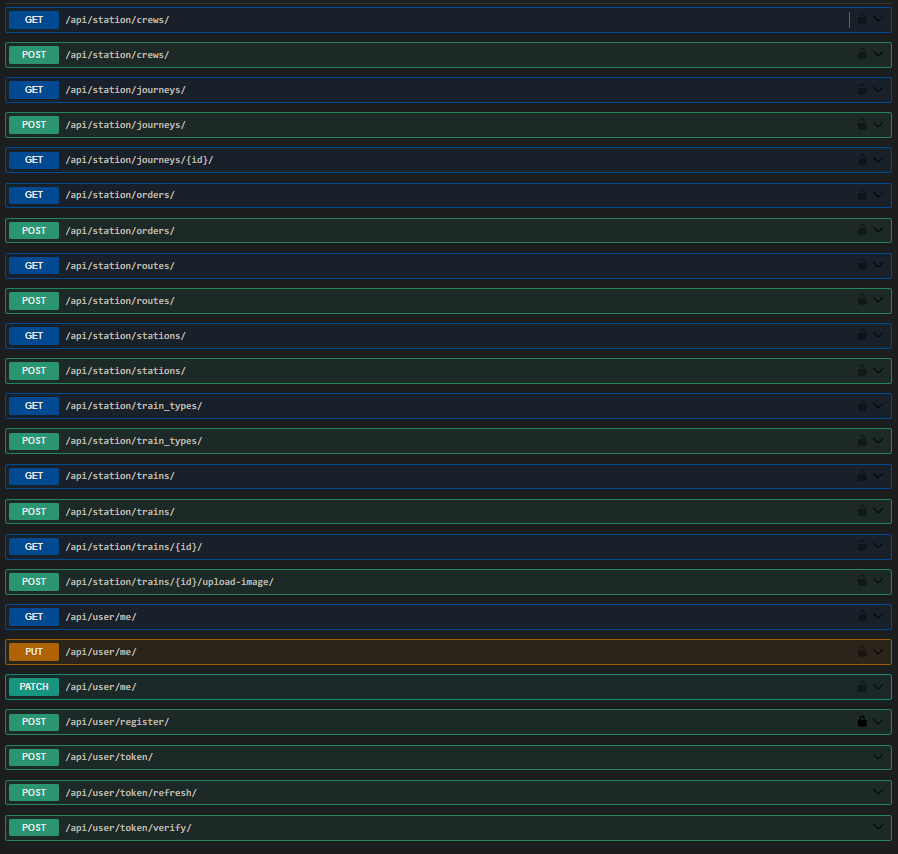 GET /api/station/crews/
POST /api/station/crews/
GET /api/station/journeys/
POST /api/station/journeys/
GET /api/station/journeys/{id}/
GET /api/station/orders/
POST /api/station/orders/
GET /api/station/routes/
POST /api/station/routes/
GET /api/station/stations/
POST /api/station/stations/
GET /api/station/train_types/
POST /api/station/train_types/
GET /api/station/trains/
POST /api/station/trains/
GET /api/station/trains/{id}/
POST /api/station/trains/{id}/upload-image/
GET /api/user/me/
PUT /api/user/me/
PATCH /api/user/me/
POST /api/user/register/
POST /api/user/token/
POST /api/user/token/refresh/
POST /api/user/token/verify/